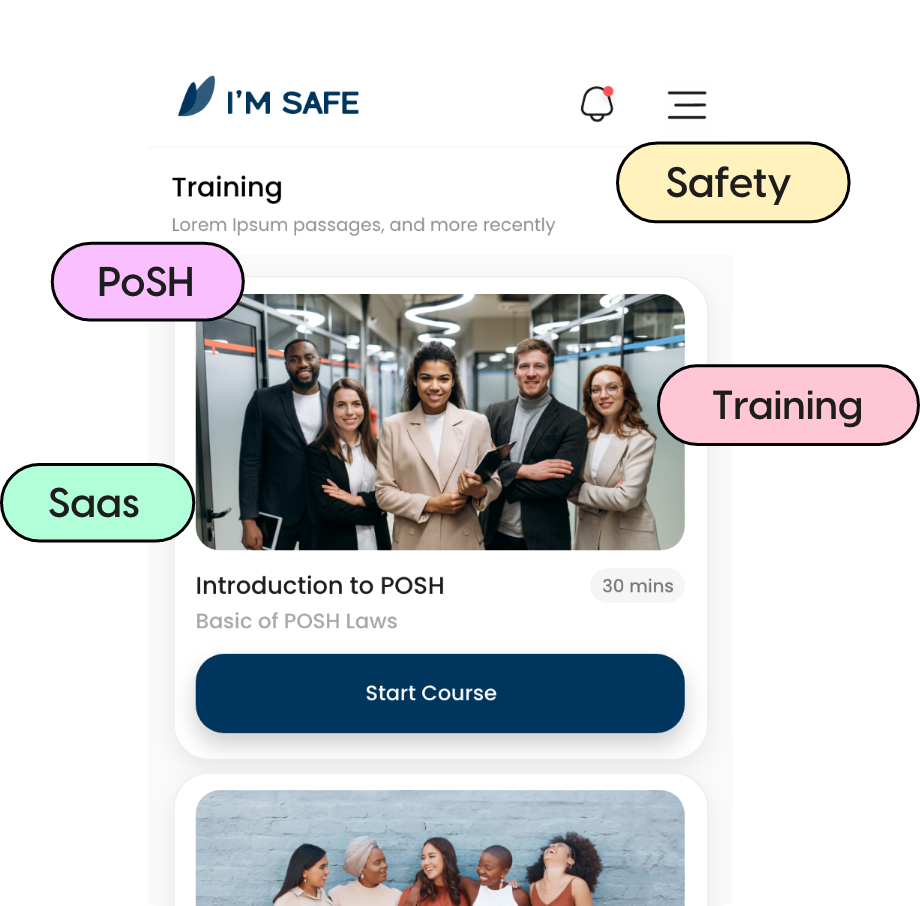 I'M SAFE
Safety
Training
Lorem Ipsum passages, and more recently
PoSH
Training
Saas
Introduction to POSH
30 mins
Basic of POSH Laws
Start Course